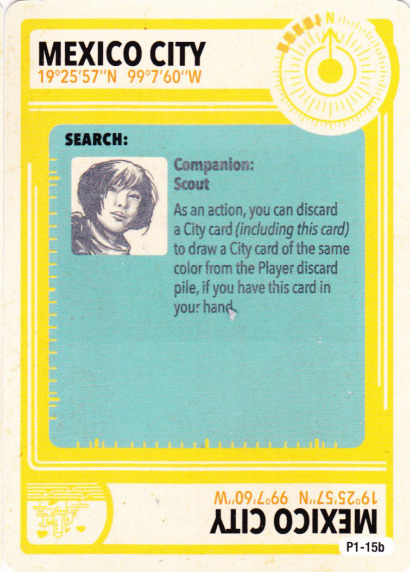 MEXICO CITY
19°25'57"N 99°7'60"W
N
SEARCH:
Companion:
Scout
As an action, you can discard
a City card (including this card)
to draw a City card of the same
color from the Player discard
pile, if you have this card in
your hand.
19°25'57"N 99°7'60"W
MEXICO CITY
P1-15b